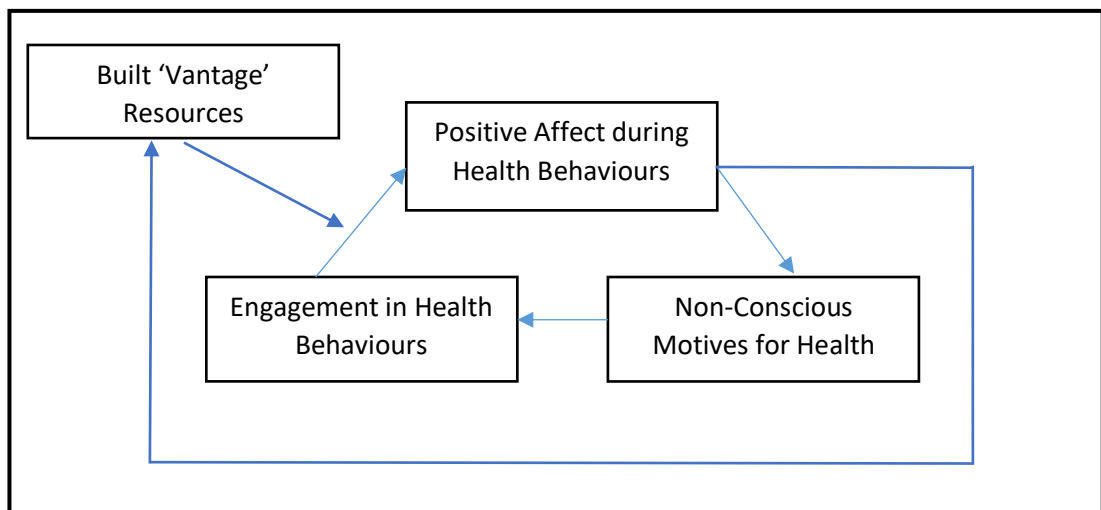 Built ‘Vantage’
Resources
Positive Affect during
Health Behaviours
Engagement in Health
Behaviours
Non-Conscious
Motives for Health